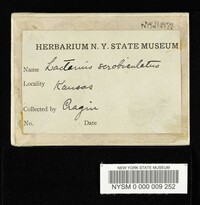 HERBARIUM N. Y. STATE MUSEUM
Name Lactarius scrobiculatus
Locality Kansas
Collected by Cragin
No. Date
NEW YORK STATE MUSEUM
NYSM 0 000 009 252